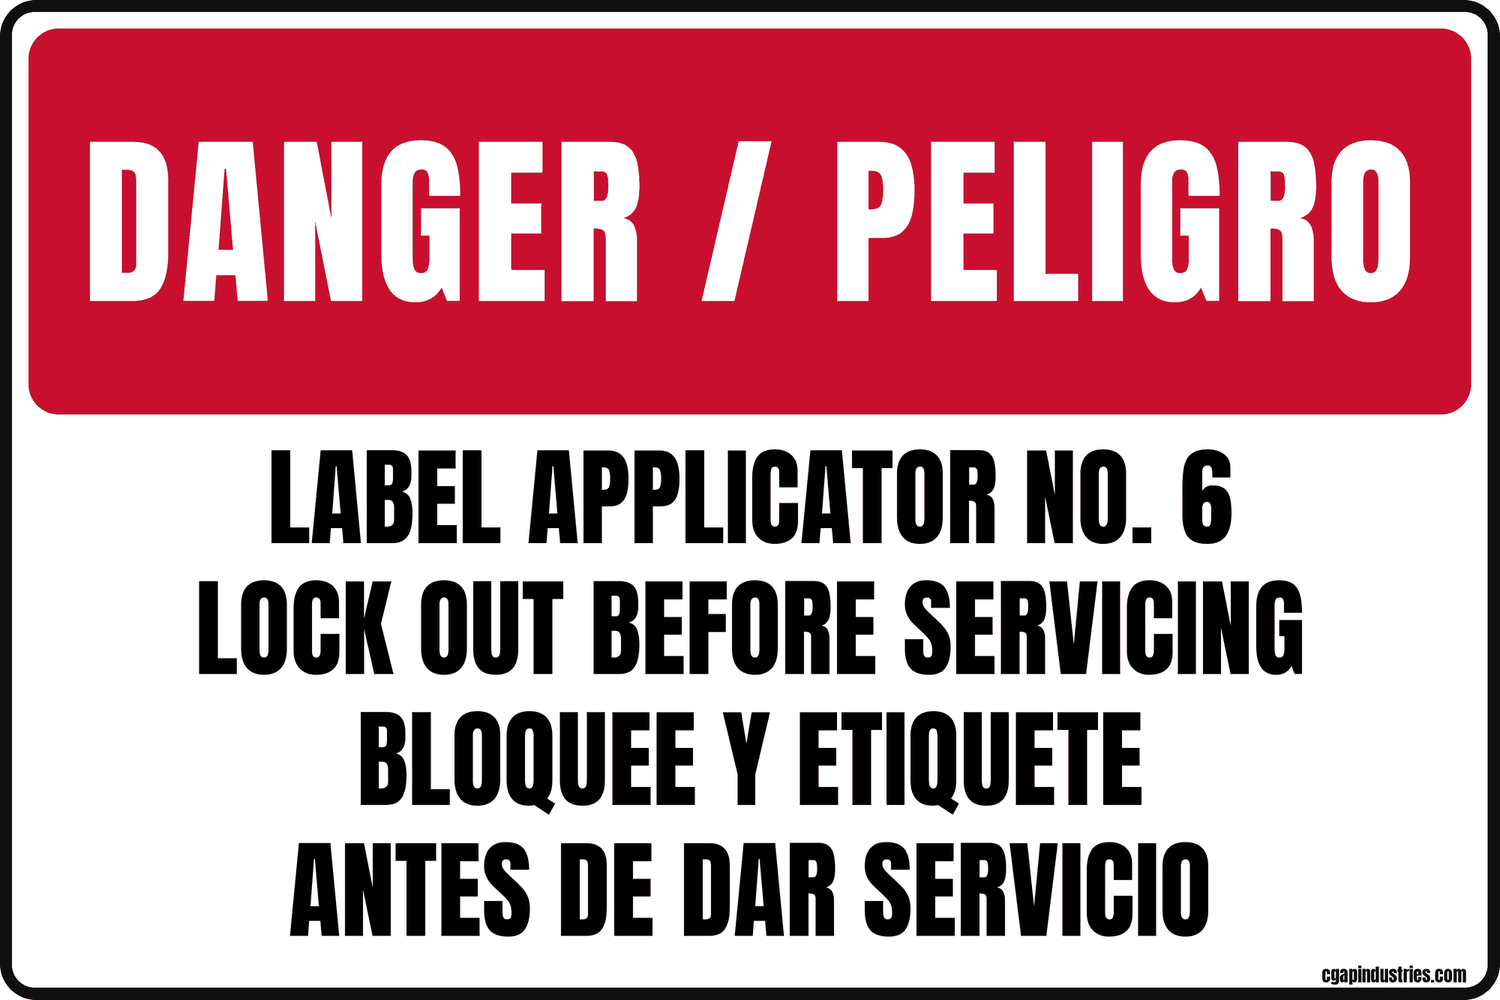 DANGER / PELIGRO
LABEL APPLICATOR NO. 6
LOCK OUT BEFORE SERVICING
BLOQUEE Y ETIQUETE
ANTES DE DAR SERVICIO
cgapindustries.com